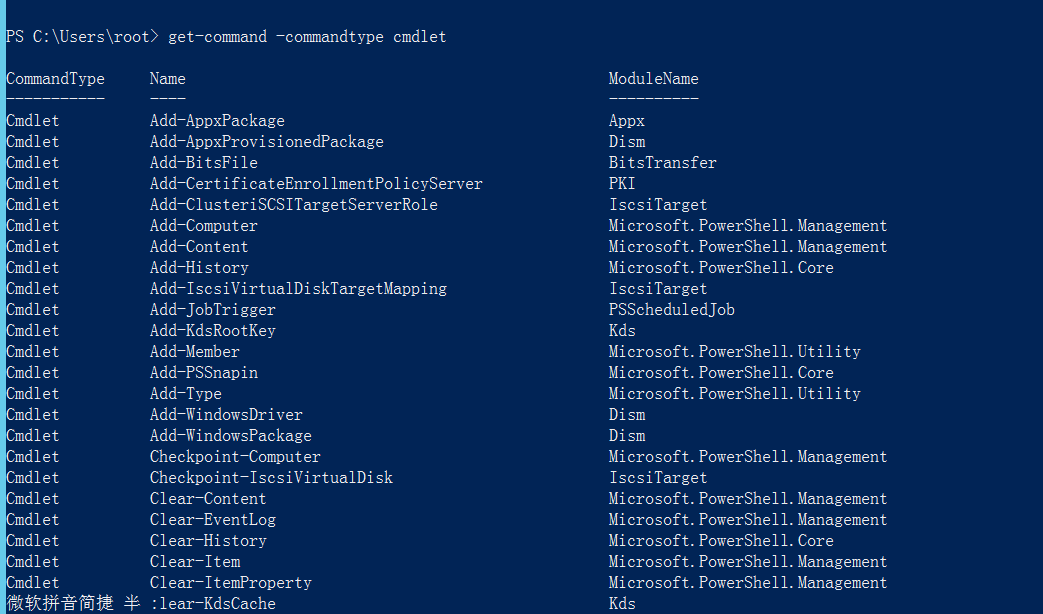 PS C:\Users\root> get-command -commandtype cmdlet
CommandType Name ModuleName
----------- ---- ----------
Cmdlet Add-AppxPackage Appx
Cmdlet Add-AppxProvisionedPackage Dism
Cmdlet Add-BitsFile BitsTransfer
Cmdlet Add-CertificateEnrollmentPolicyServer PKI
Cmdlet Add-ClusteriSCSITargetServerRole IscsiTarget
Cmdlet Add-Computer Microsoft.PowerShell.Management
Cmdlet Add-Content Microsoft.PowerShell.Management
Cmdlet Add-History Microsoft.PowerShell.Core
Cmdlet Add-IscsiVirtualDiskTargetMapping IscsiTarget
Cmdlet Add-JobTrigger PSScheduledJob
Cmdlet Add-KdsRootKey Kds
Cmdlet Add-Member Microsoft.PowerShell.Utility
Cmdlet Add-PSSnapin Microsoft.PowerShell.Core
Cmdlet Add-Type Microsoft.PowerShell.Utility
Cmdlet Add-WindowsDriver Dism
Cmdlet Add-WindowsPackage Dism
Cmdlet Checkpoint-Computer Microsoft.PowerShell.Management
Cmdlet Checkpoint-IscsiVirtualDisk IscsiTarget
Cmdlet Clear-Content Microsoft.PowerShell.Management
Cmdlet Clear-EventLog Microsoft.PowerShell.Management
Cmdlet Clear-History Microsoft.PowerShell.Core
Cmdlet Clear-Item Microsoft.PowerShell.Management
Cmdlet Clear-ItemProperty Microsoft.PowerShell.Management
微软拼音简捷 半 :lear-KdsCache Kds